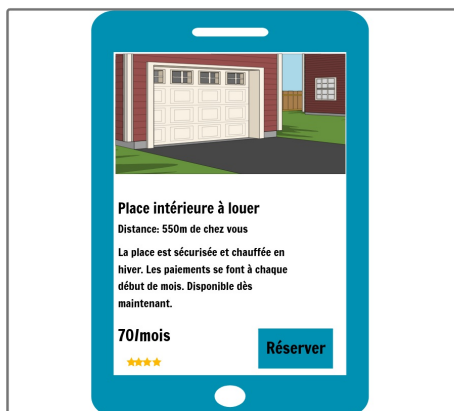 Place intérieure à louer
Distance: 550m de chez vous
La place est sécurisée et chauffée en
hiver. Les paiements se font à chaque
début de mois. Disponible dès
maintenant.
70/mois
Réserver